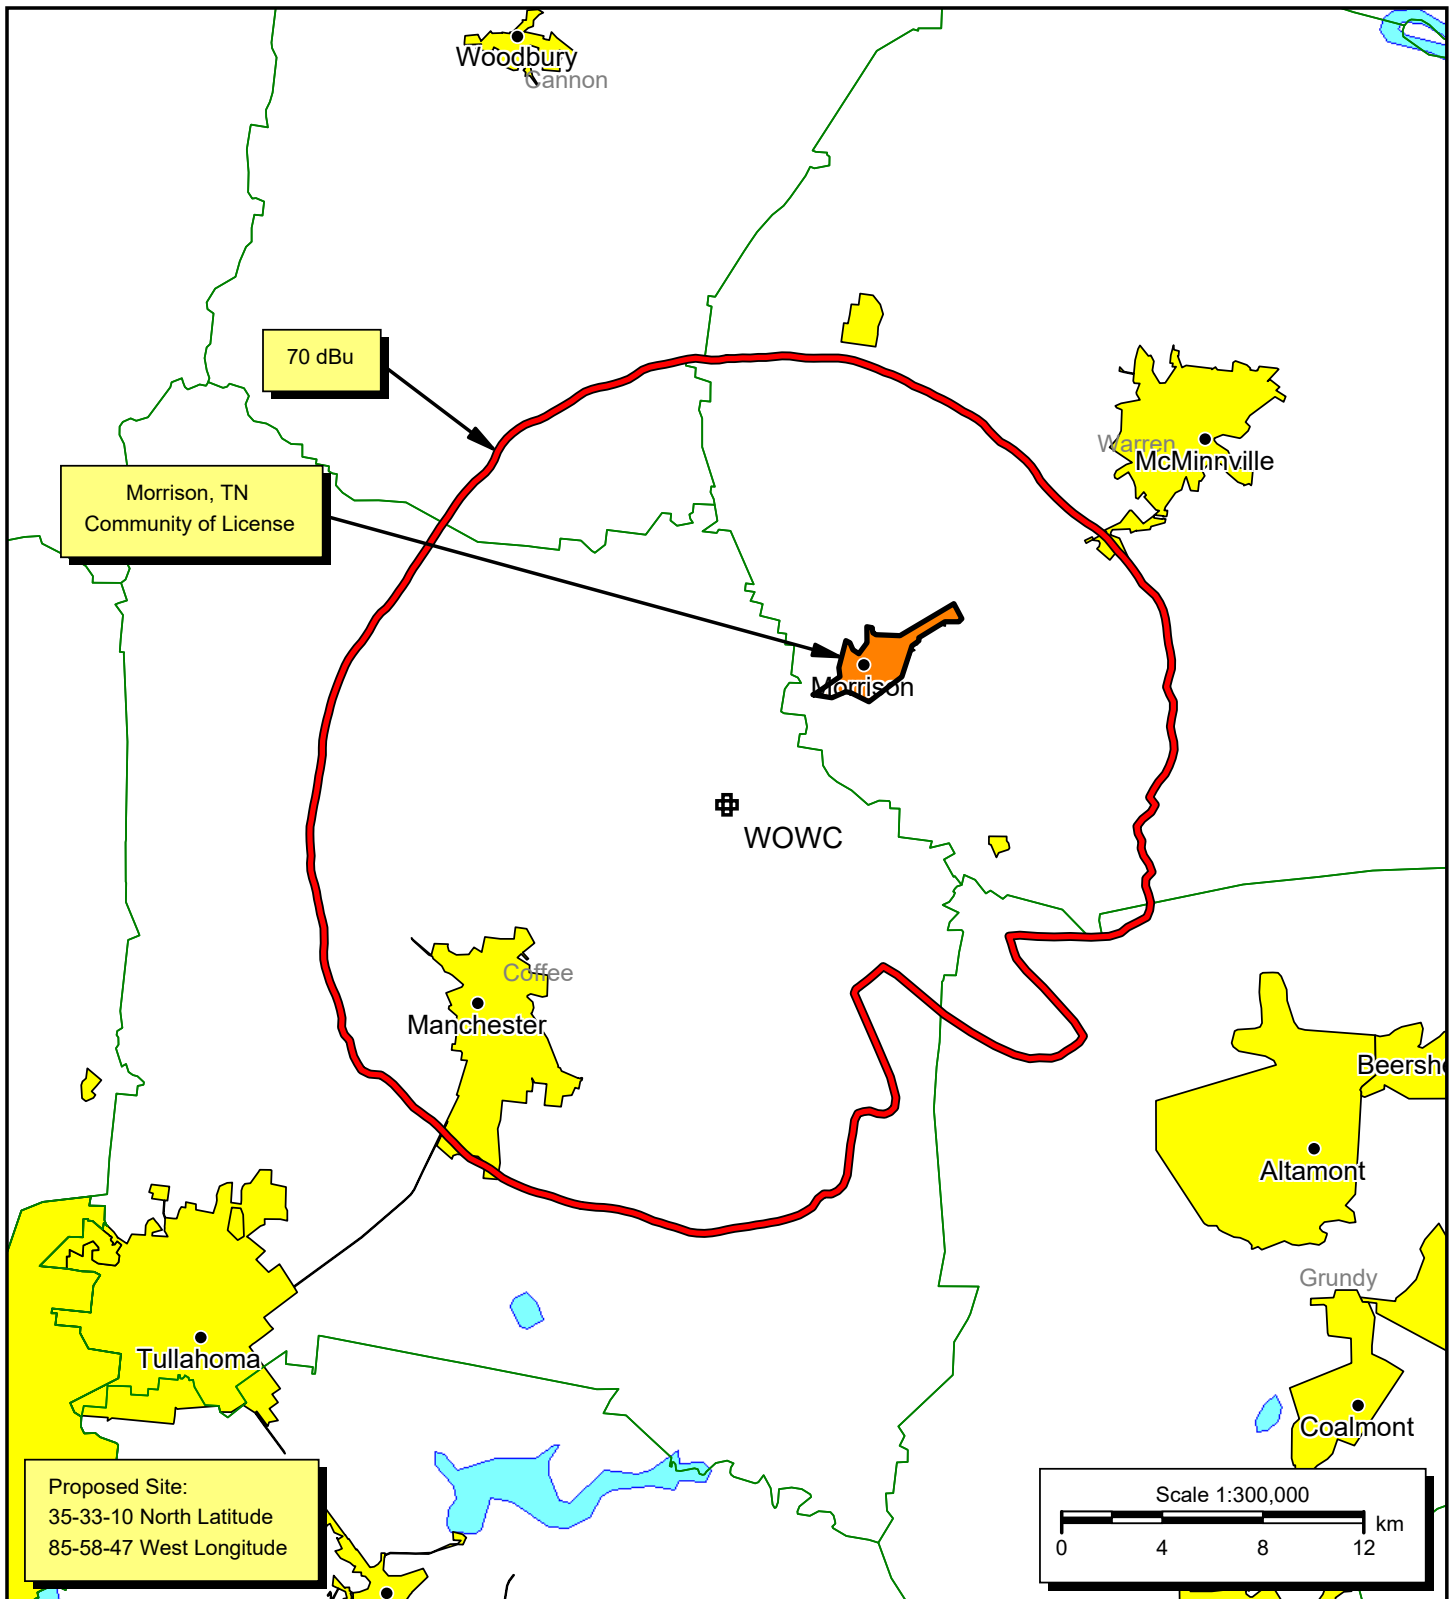 Woodbury
Cannon
70 dBu
Warren
McMinnville
Morrison, TN
Community of License
Morrison
WOWC
Coffee
Manchester
Altamont
Grundy
Tullahoma
Coalmont
Proposed Site:
35-33-10 North Latitude
85-58-47 West Longitude
Scale 1:300,000
km
0 4 8 12